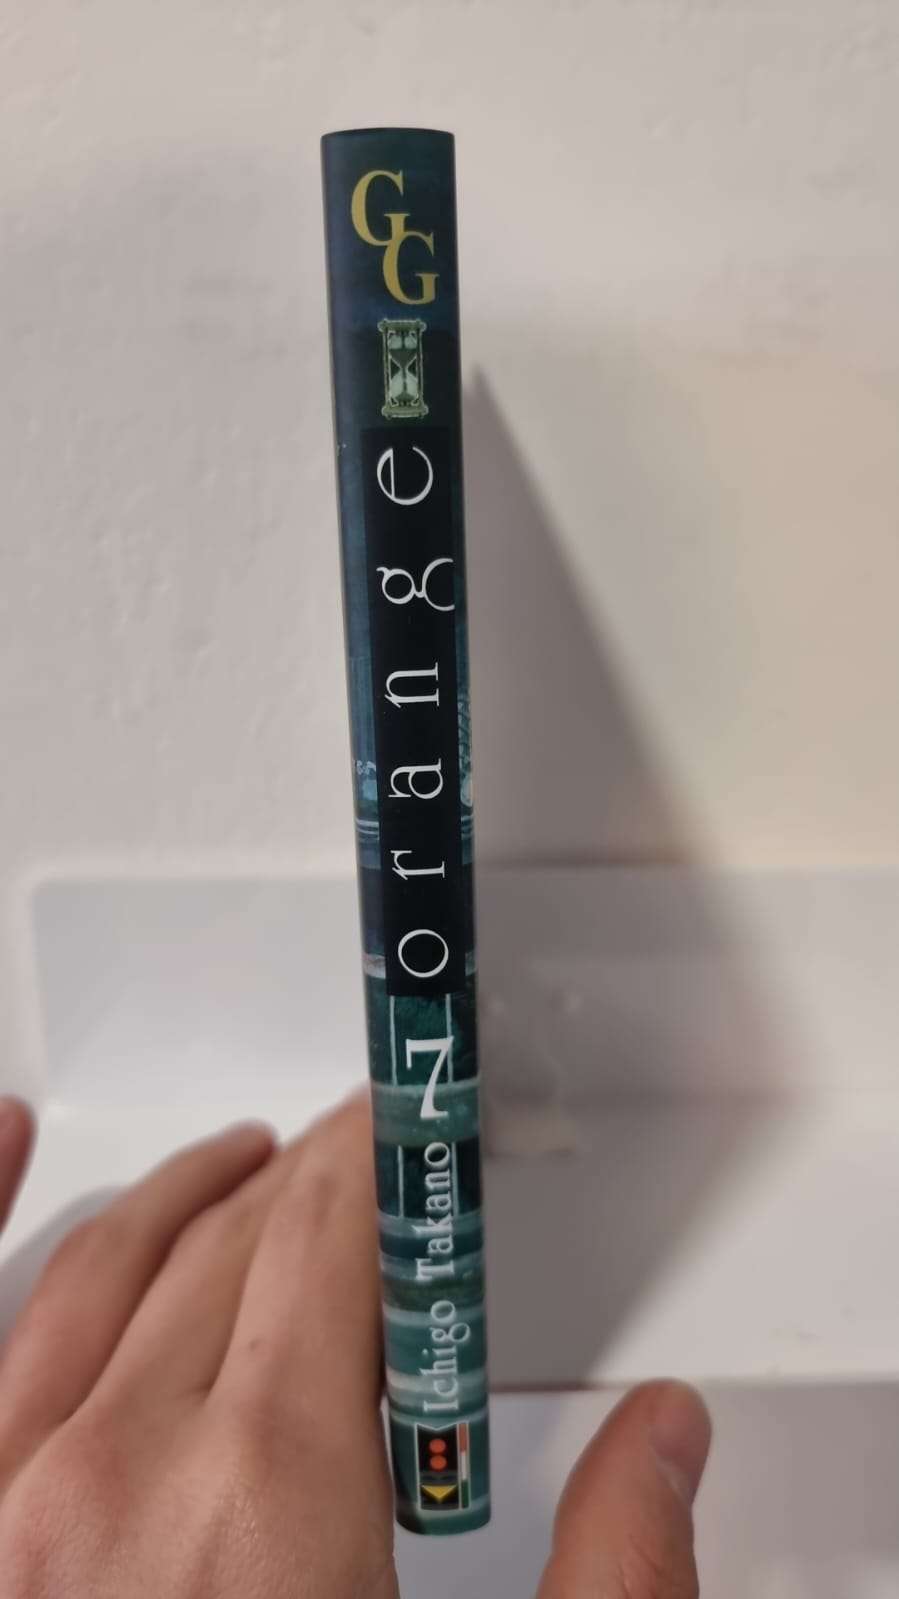 GG
orange
7
Ichigo Takano